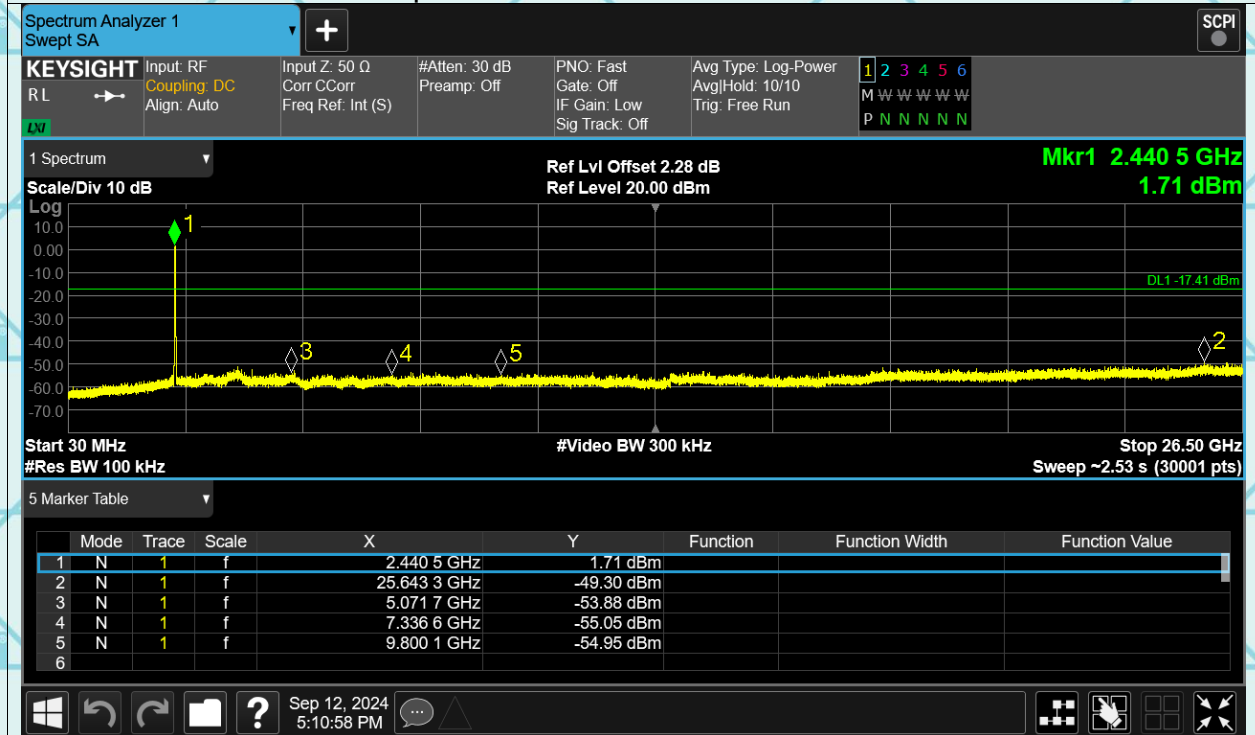 Spectrum Analyzer 1
Swept SA
+
SCPI
KEYSIGHT
RL
LXI
Input: RF
Coupling: DC
Align: Auto
Input Z: 50 Ω
Corr CCorr
Freq Ref: Int (S)
#Atten: 30 dB
Preamp: Off
PNO: Fast
Gate: Off
IF Gain: Low
Sig Track: Off
Avg Type: Log-Power
Avg|Hold: 10/10
Trig: Free Run
1 2 3 4 5 6
M W W W W W
P N N N N N
1 Spectrum
Scale/Div 10 dB
Ref Lvl Offset 2.28 dB
Ref Level 20.00 dBm
Mkr1 2.440 5 GHz
1.71 dBm
Log
10.0
0.00
-10.0
-20.0
-30.0
-40.0
-50.0
-60.0
-70.0
1
DL1 -17.41 dBm
3
4
5
2
Start 30 MHz
#Res BW 100 kHz
#Video BW 300 kHz
Stop 26.50 GHz
Sweep ~2.53 s (30001 pts)
5 Marker Table
Mode Trace Scale X Y Function Function Width Function Value
1 N 1 f 2.440 5 GHz 1.71 dBm
2 N 1 f 25.643 3 GHz -49.30 dBm
3 N 1 f 5.071 7 GHz -53.88 dBm
4 N 1 f 7.336 6 GHz -55.05 dBm
5 N 1 f 9.800 1 GHz -54.95 dBm
6
?
Sep 12, 2024
5:10:58 PM